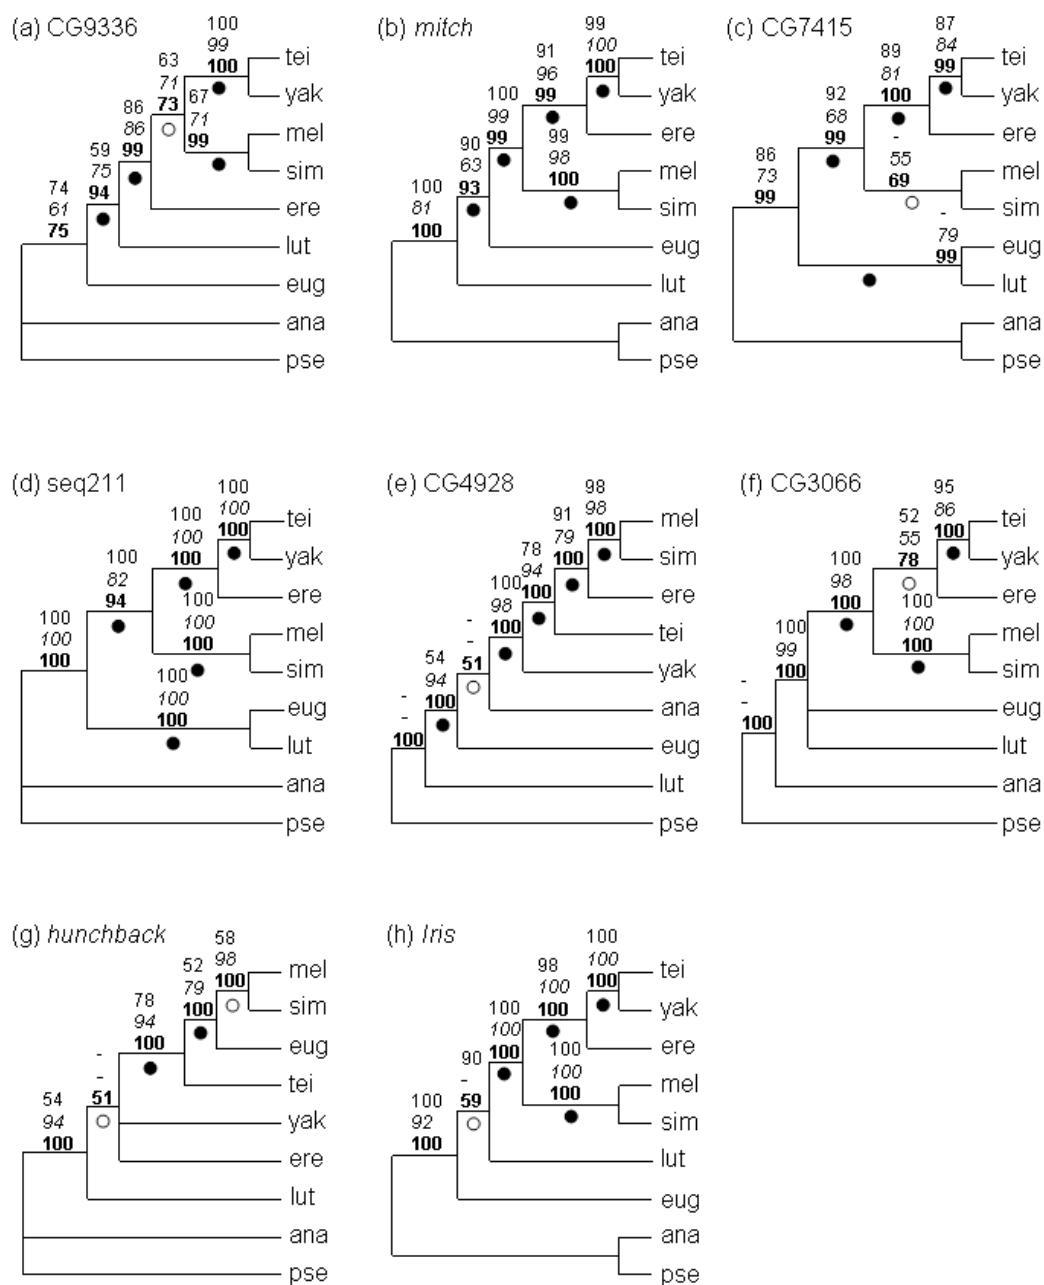 (a) CG9336
100
99
100
63
71
73
67
71
99
86
86
99
59
75
94
74
61
75
tei
yak
mel
sim
ere
lut
eug
ana
pse
(b) mitch
99
100
100
91
96
99
100
99
99
99
98
100
90
63
93
100
81
100
tei
yak
ere
mel
sim
eug
lut
ana
pse
(c) CG7415
87
84
99
89
81
100
-
55
69
92
68
99
86
73
99
-
79
99
tei
yak
ere
mel
sim
eug
lut
ana
pse
(d) seq211
100
100
100
100
100
100
100
82
94
100
100
100
100
100
100
100
100
100
tei
yak
ere
mel
sim
eug
lut
ana
pse
(e) CG4928
98
98
100
91
79
100
78
94
100
100
98
100
-
-
51
54
94
100
-
-
100
mel
sim
ere
tei
yak
ana
eug
lut
pse
(f) CG3066
95
86
100
52
55
78
100
98
100
100
100
100
100
99
100
-
-
100
tei
yak
ere
mel
sim
eug
lut
ana
pse
(g) hunchback
58
98
100
52
79
100
78
94
100
-
-
51
54
94
100
mel
sim
eug
tei
yak
ere
lut
ana
pse
(h) Iris
100
100
100
98
100
100
100
100
100
100
100
100
90
-
59
100
92
100
tei
yak
ere
mel
sim
lut
eug
ana
pse